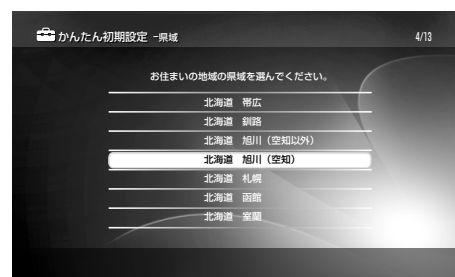 かんたん初期設定 -県域
4/13
お住まいの地域の県域を選んでください。
北海道 帯広
北海道 釧路
北海道 旭川（空知以外）
北海道 旭川（空知）
北海道 札幌
北海道 函館
北海道 室蘭